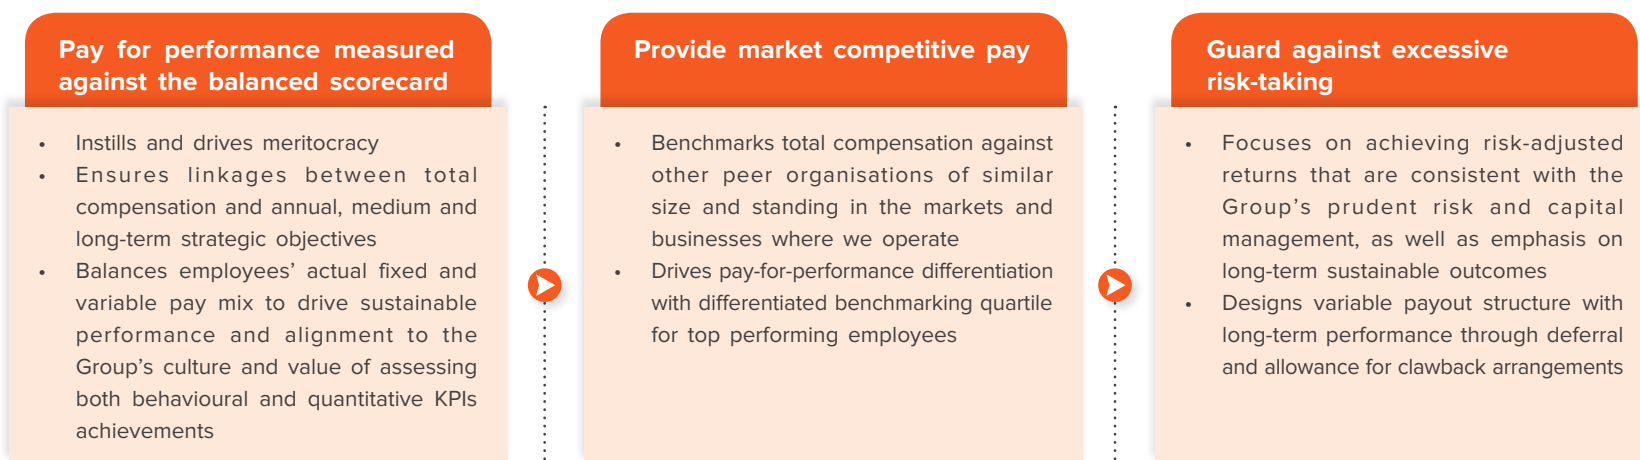 Pay for performance measured
against the balanced scorecard
• Instills and drives meritocracy
• Ensures linkages between total
compensation and annual, medium and
long-term strategic objectives
• Balances employees’ actual fixed and
variable pay mix to drive sustainable
performance and alignment to the
Group’s culture and value of assessing
both behavioural and quantitative KPIs
achievements
Provide market competitive pay
• Benchmarks total compensation against
other peer organisations of similar
size and standing in the markets and
businesses where we operate
• Drives pay-for-performance differentiation
with differentiated benchmarking quartile
for top performing employees
Guard against excessive
risk-taking
• Focuses on achieving risk-adjusted
returns that are consistent with the
Group’s prudent risk and capital
management, as well as emphasis on
long-term sustainable outcomes
• Designs variable payout structure with
long-term performance through deferral
and allowance for clawback arrangements